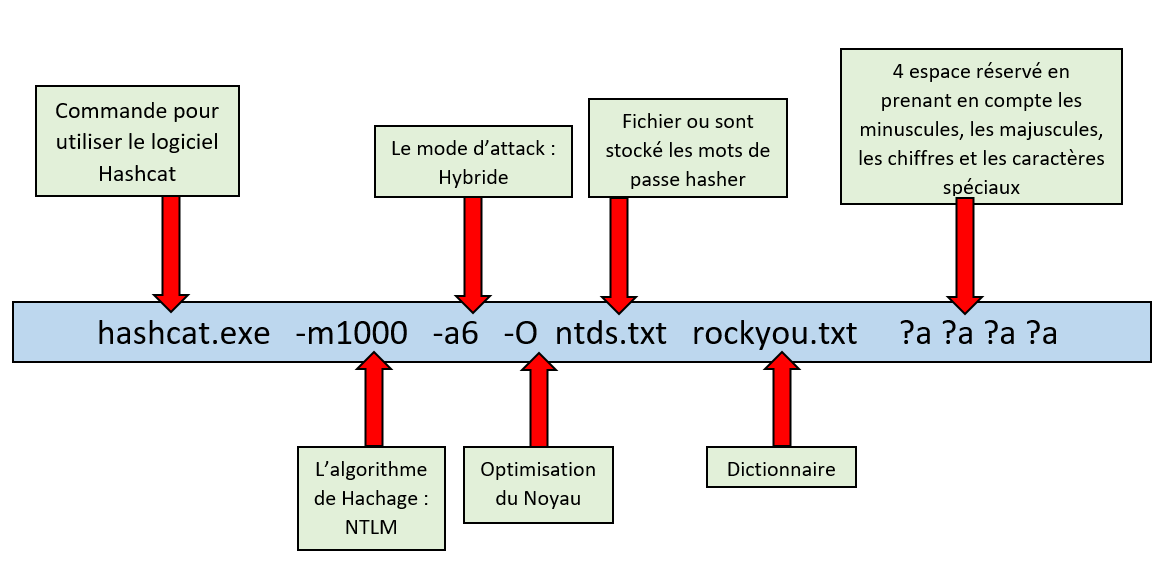 Commande pour
utiliser le logiciel
Hashcat
Le mode d’attack :
Hybride
Fichier ou sont
stocké les mots de
passe hasher
4 espace réservé en
prenant en compte les
minuscules, les majuscules,
les chiffres et les caractères
spéciaux
hashcat.exe -m1000 -a6 -O ntds.txt rockyou.txt ?a ?a ?a ?a
L’algorithme
de Hachage :
NTLM
Optimisation
du Noyau
Dictionnaire